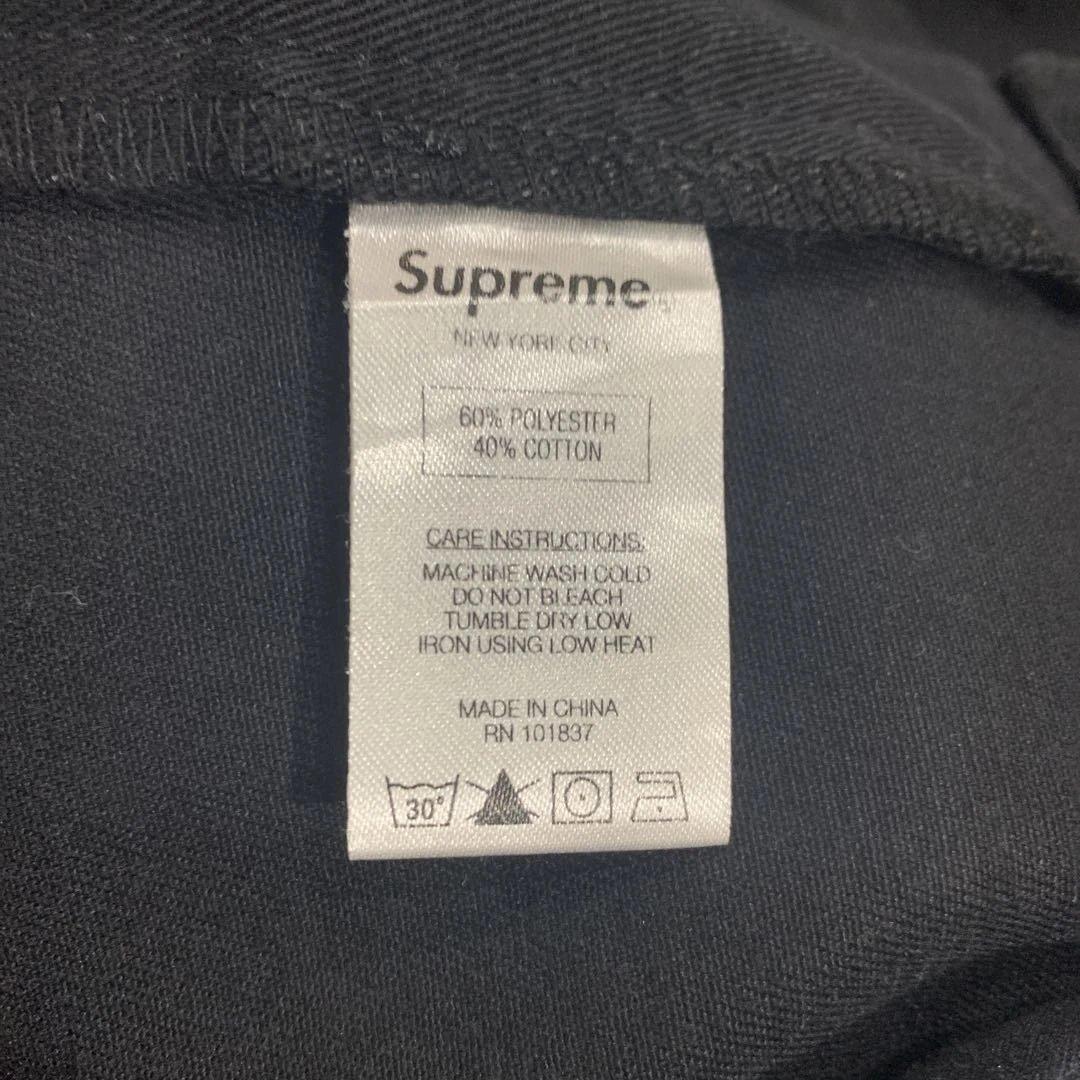 Supreme
NEW YORK CITY
60% POLYESTER
40% COTTON
CARE INSTRUCTIONS:
MACHINE WASH COLD
DO NOT BLEACH
TUMBLE DRY LOW
IRON USING LOW HEAT
MADE IN CHINA
RN 101837
30°